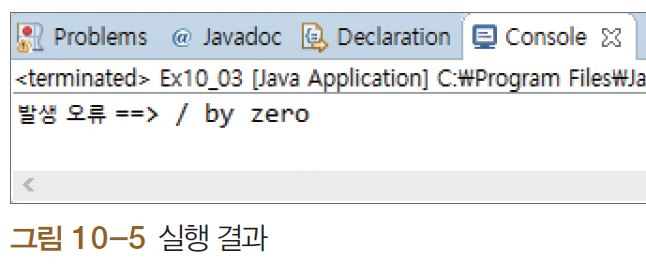 Problems @ Javadoc Declaration Console
<terminated> Ex10_03 [Java Application] C:₩Program Files₩Ja
발생 오류 ==> / by zero
그림 10-5 실행 결과